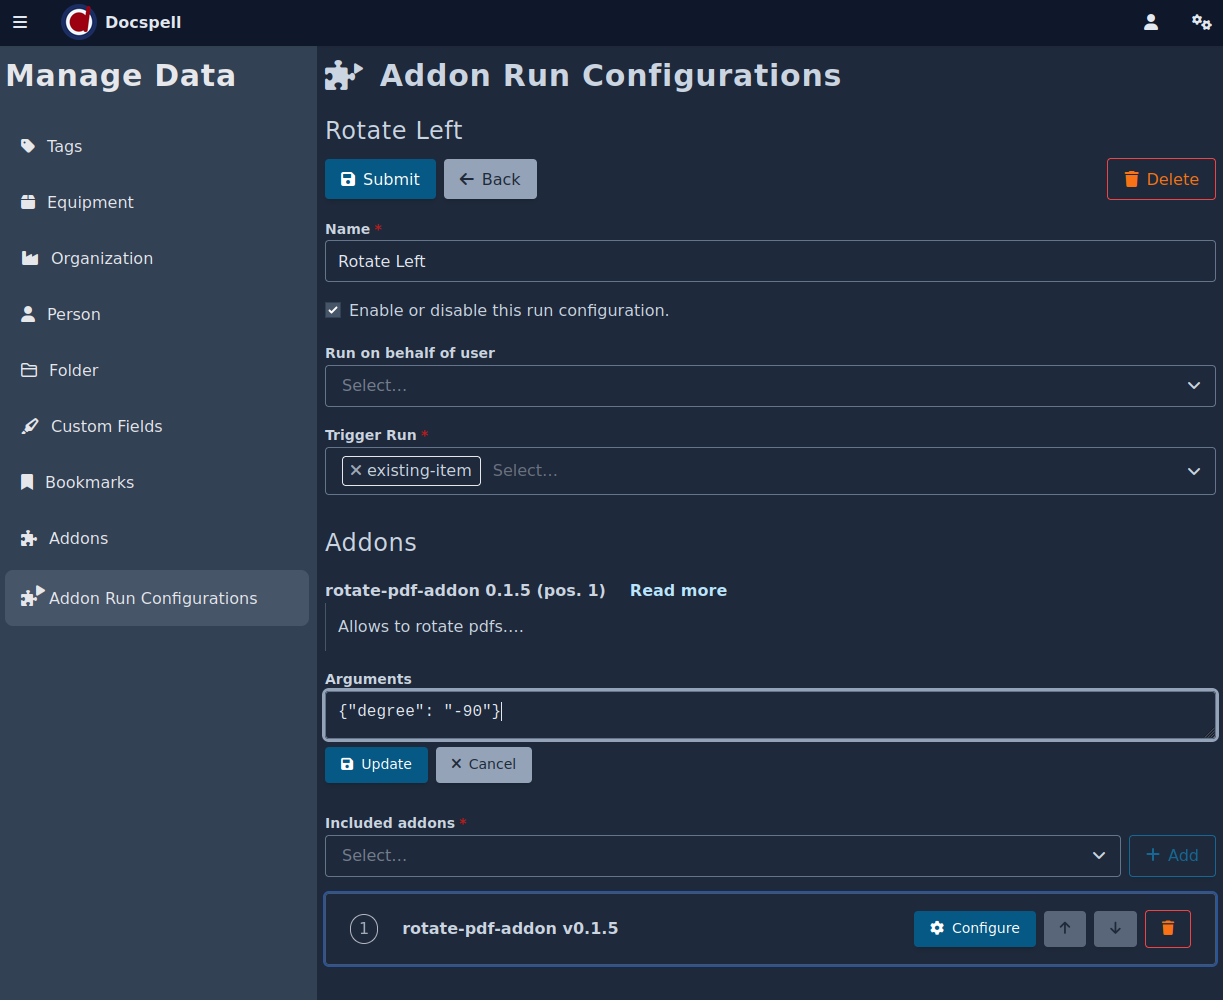 Docspell
Manage Data
Tags
Equipment
Organization
Person
Folder
Custom Fields
Bookmarks
Addons
Addon Run Configurations
Addon Run Configurations
Rotate Left
Submit
Back
Delete
Name *
Rotate Left
Enable or disable this run configuration.
Run on behalf of user
Select...
Trigger Run *
existing-item Select...
Addons
rotate-pdf-addon 0.1.5 (pos. 1) Read more
Allows to rotate pdfs....
Arguments
{"degree": "-90"}
Update
Cancel
Included addons *
Select...
Add
1 rotate-pdf-addon v0.1.5
Configure